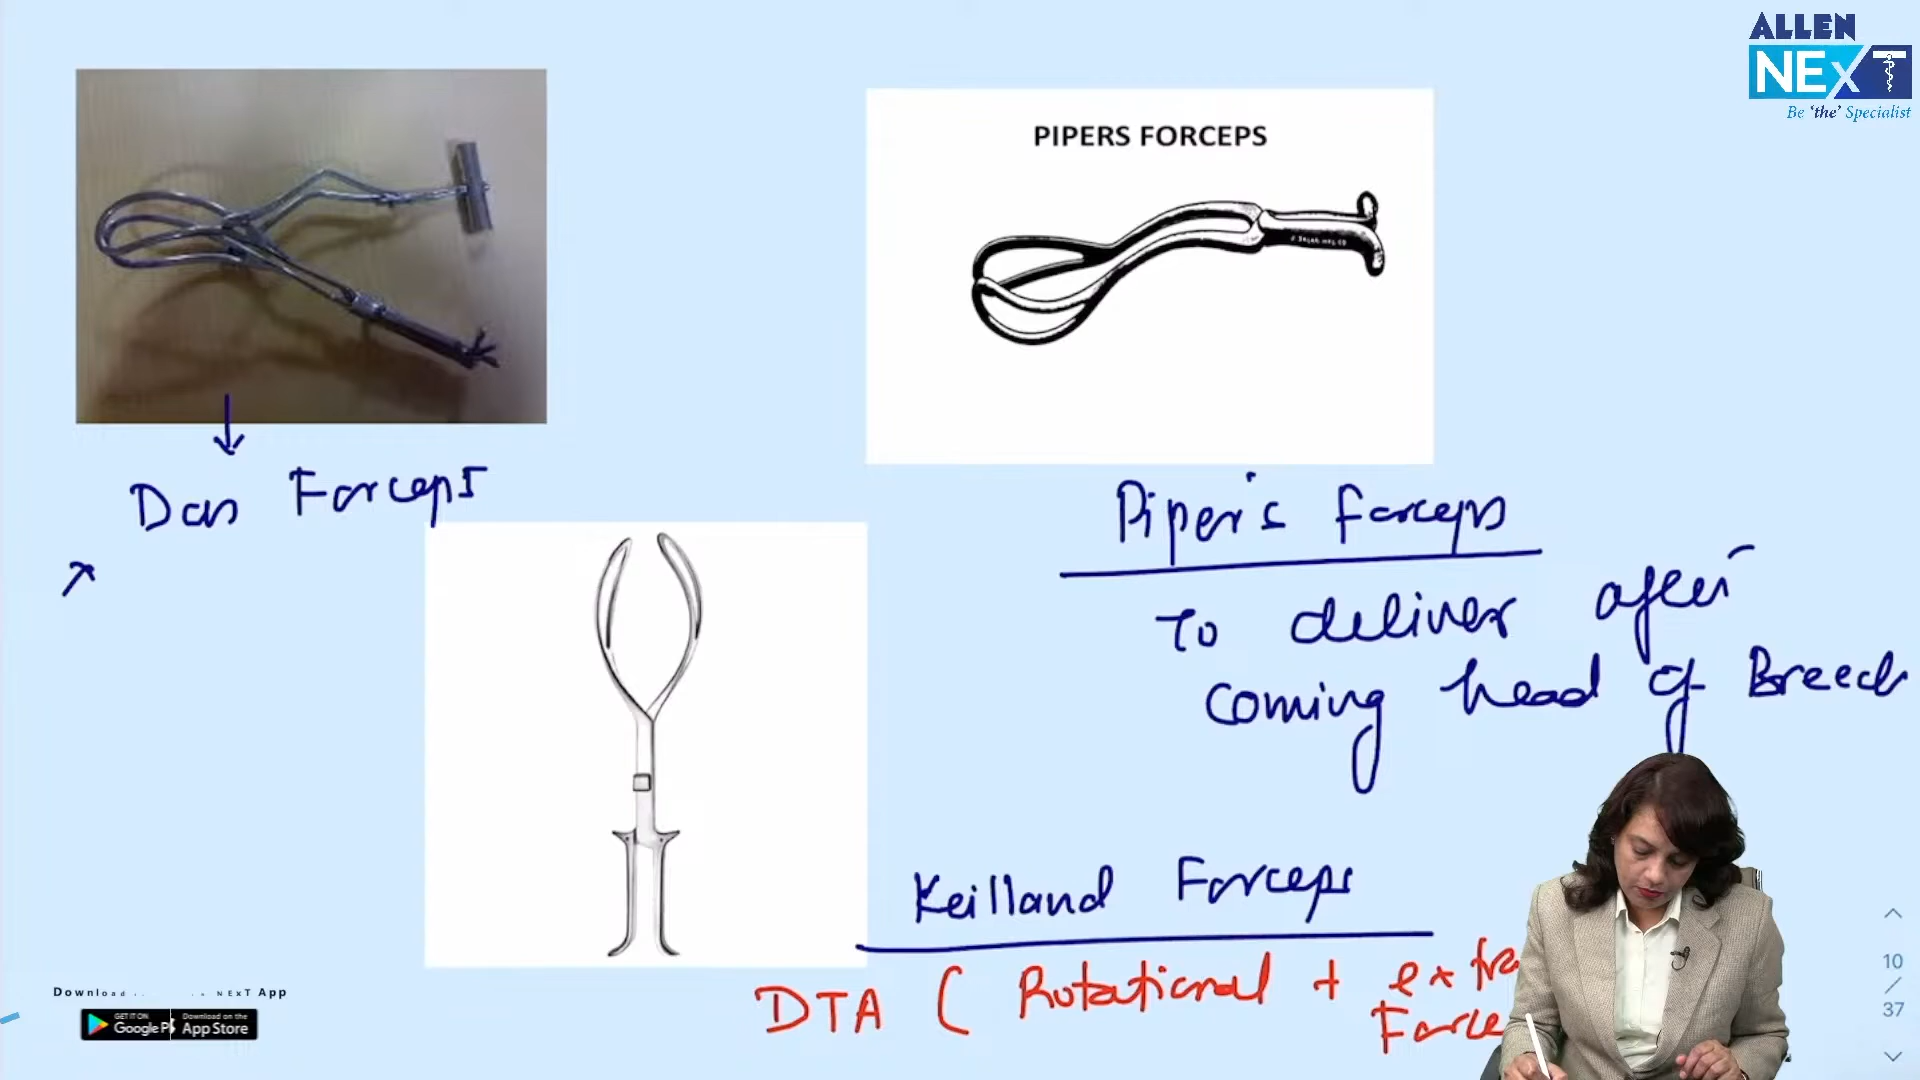 ALLEN
NEXT
Be 'the' Specialist
PIPERS FORCEPS
Das Forceps
Piper's forceps
To deliver after
coming head of Breech
Keilland Forceps
DTA ( Rotational + extra
Force
Download NEXT App
GET IT ON
Google P
Download on the
App Store
10
/
37